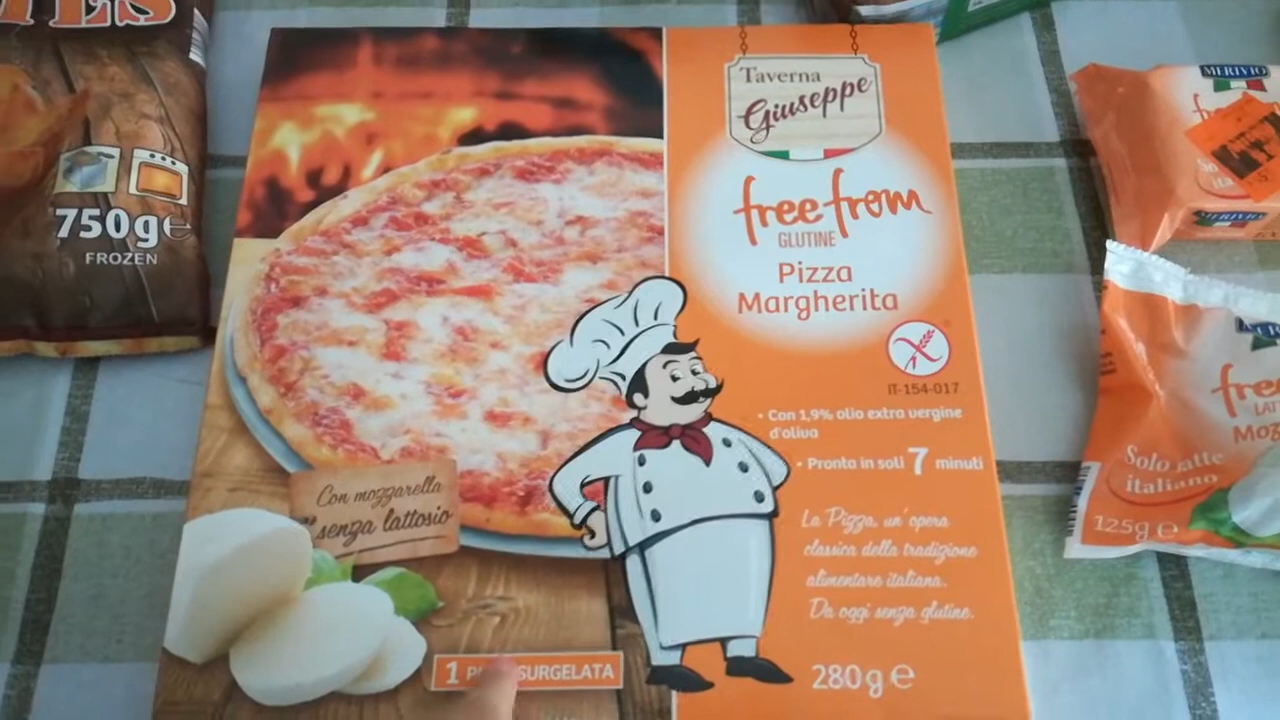 750g℮
FROZEN
Taverna
Giuseppe
free from
GLUTINE
Pizza
Margherita
IT-154-017
• Con 1,9% olio extra vergine
d'oliva
• Pronta in soli 7 minuti
La Pizza, un'opera
classica della tradizione
alimentare italiana.
Da oggi senza glutine.
280g℮
Con mozzarella
senza lattosio
1 SURGELATA
MERIVIO
MERIVIO
Solo latte
italiano
125g℮